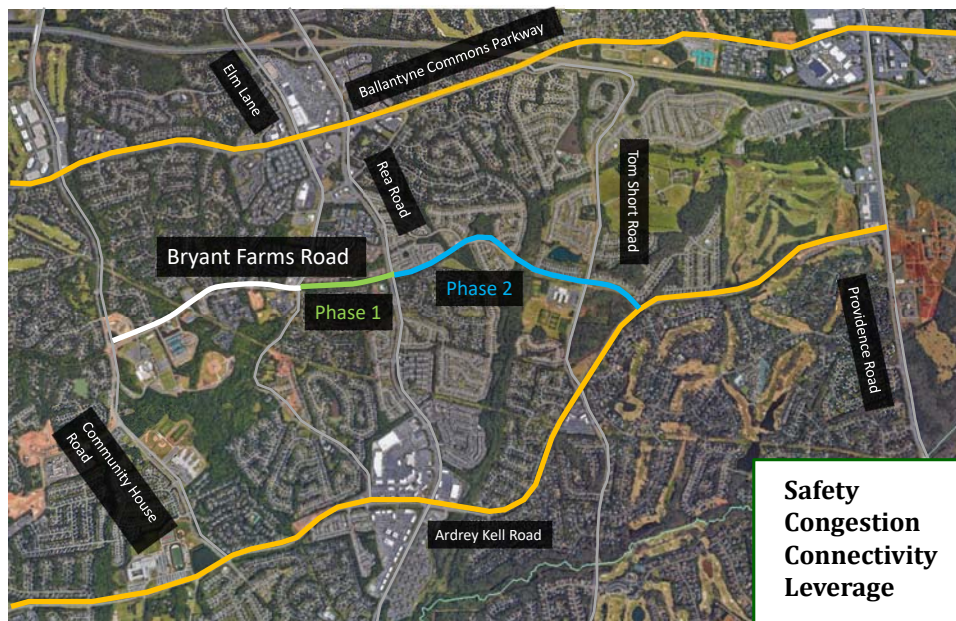 Ballantyne Commons Parkway
Elm Lane
Rea Road
Tom Short Road
Bryant Farms Road
Phase 1
Phase 2
Providence Road
Community House
Road
Ardrey Kell Road
Safety
Congestion
Connectivity
Leverage